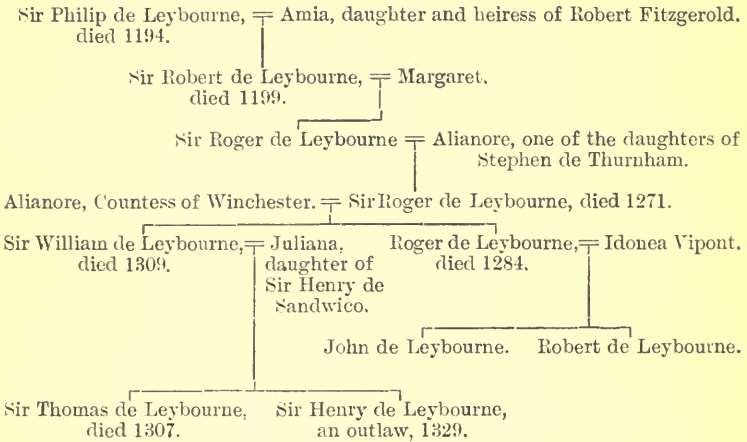 Sir Philip de Leybourne, = Amia, daughter and heiress of Robert Fitzgerold.
died 1194.
Sir Robert de Leybourne, = Margaret.
died 1199.
Sir Roger de Leybourne = Alianore, one of the daughters of
Stephen de Thurnham.
Alianore, Countess of Winchester. = Sir Roger de Leybourne, died 1271.
Sir William de Leybourne, = Juliana, Roger de Leybourne, = Idonea Vipont.
died 1309. daughter of died 1284.
Sir Henry de
Sandwico.
John de Leybourne. Robert de Leybourne.
Sir Thomas de Leybourne, Sir Henry de Leybourne,
died 1307. an outlaw, 1329.